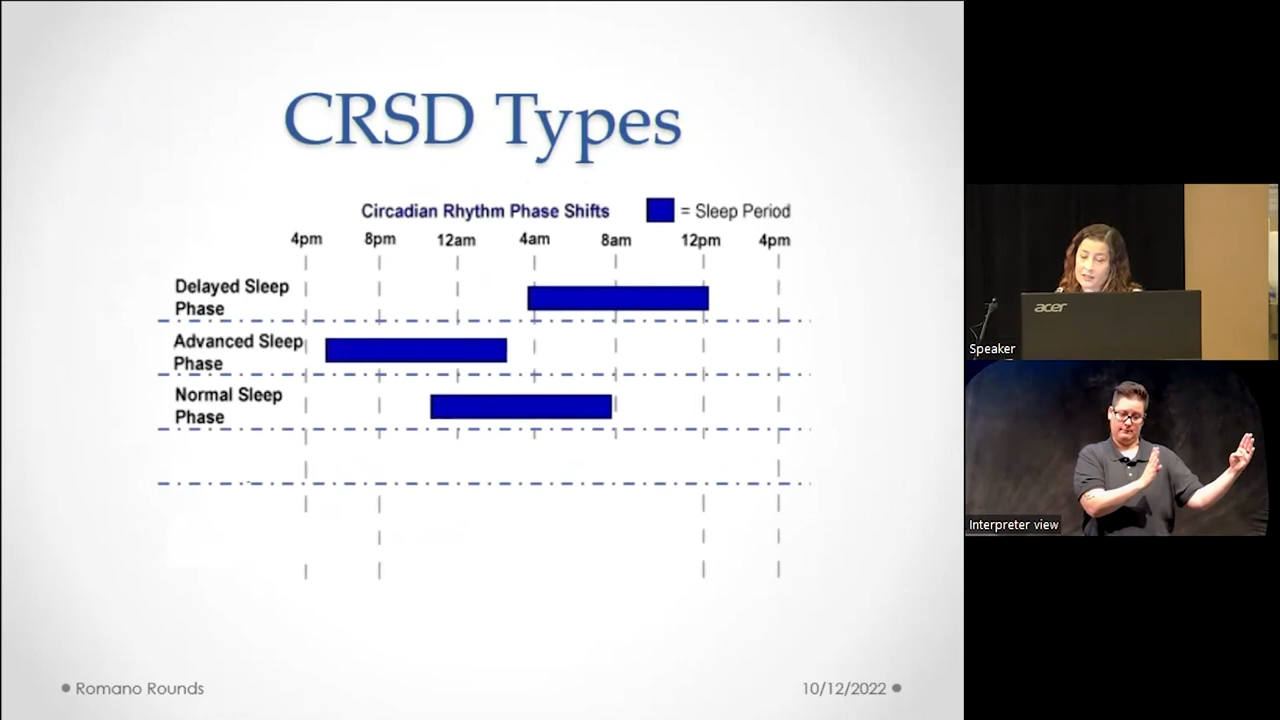 CRSD Types
Circadian Rhythm Phase Shifts
= Sleep Period
4pm 8pm 12am 4am 8am 12pm 4pm
Delayed Sleep
Phase
Advanced Sleep
Phase
Normal Sleep
Phase
Romano Rounds
10/12/2022
acer
Speaker
Interpreter view